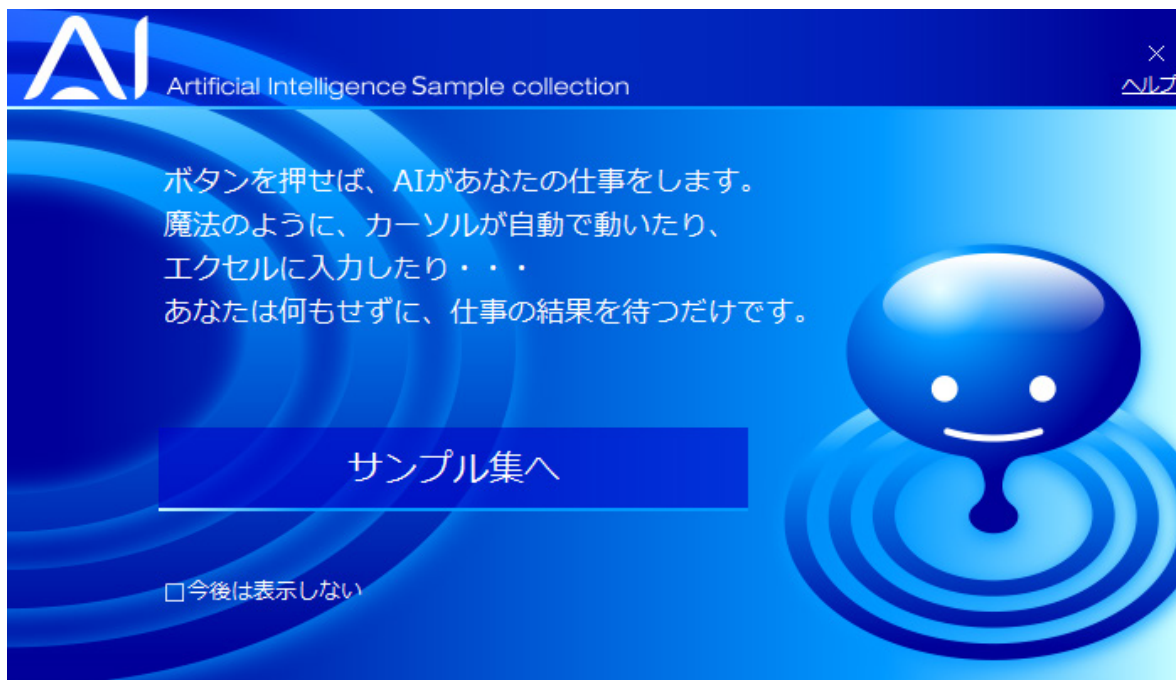 AI Artificial Intelligence Sample collection
×
ヘルプ
ボタンを押せば、AIがあなたの仕事をします。
魔法のように、カーソルが自動で動いたり、
エクセルに入力したり・・・
あなたは何もせずに、仕事の結果を待つだけです。
サンプル集へ
今後は表示しない